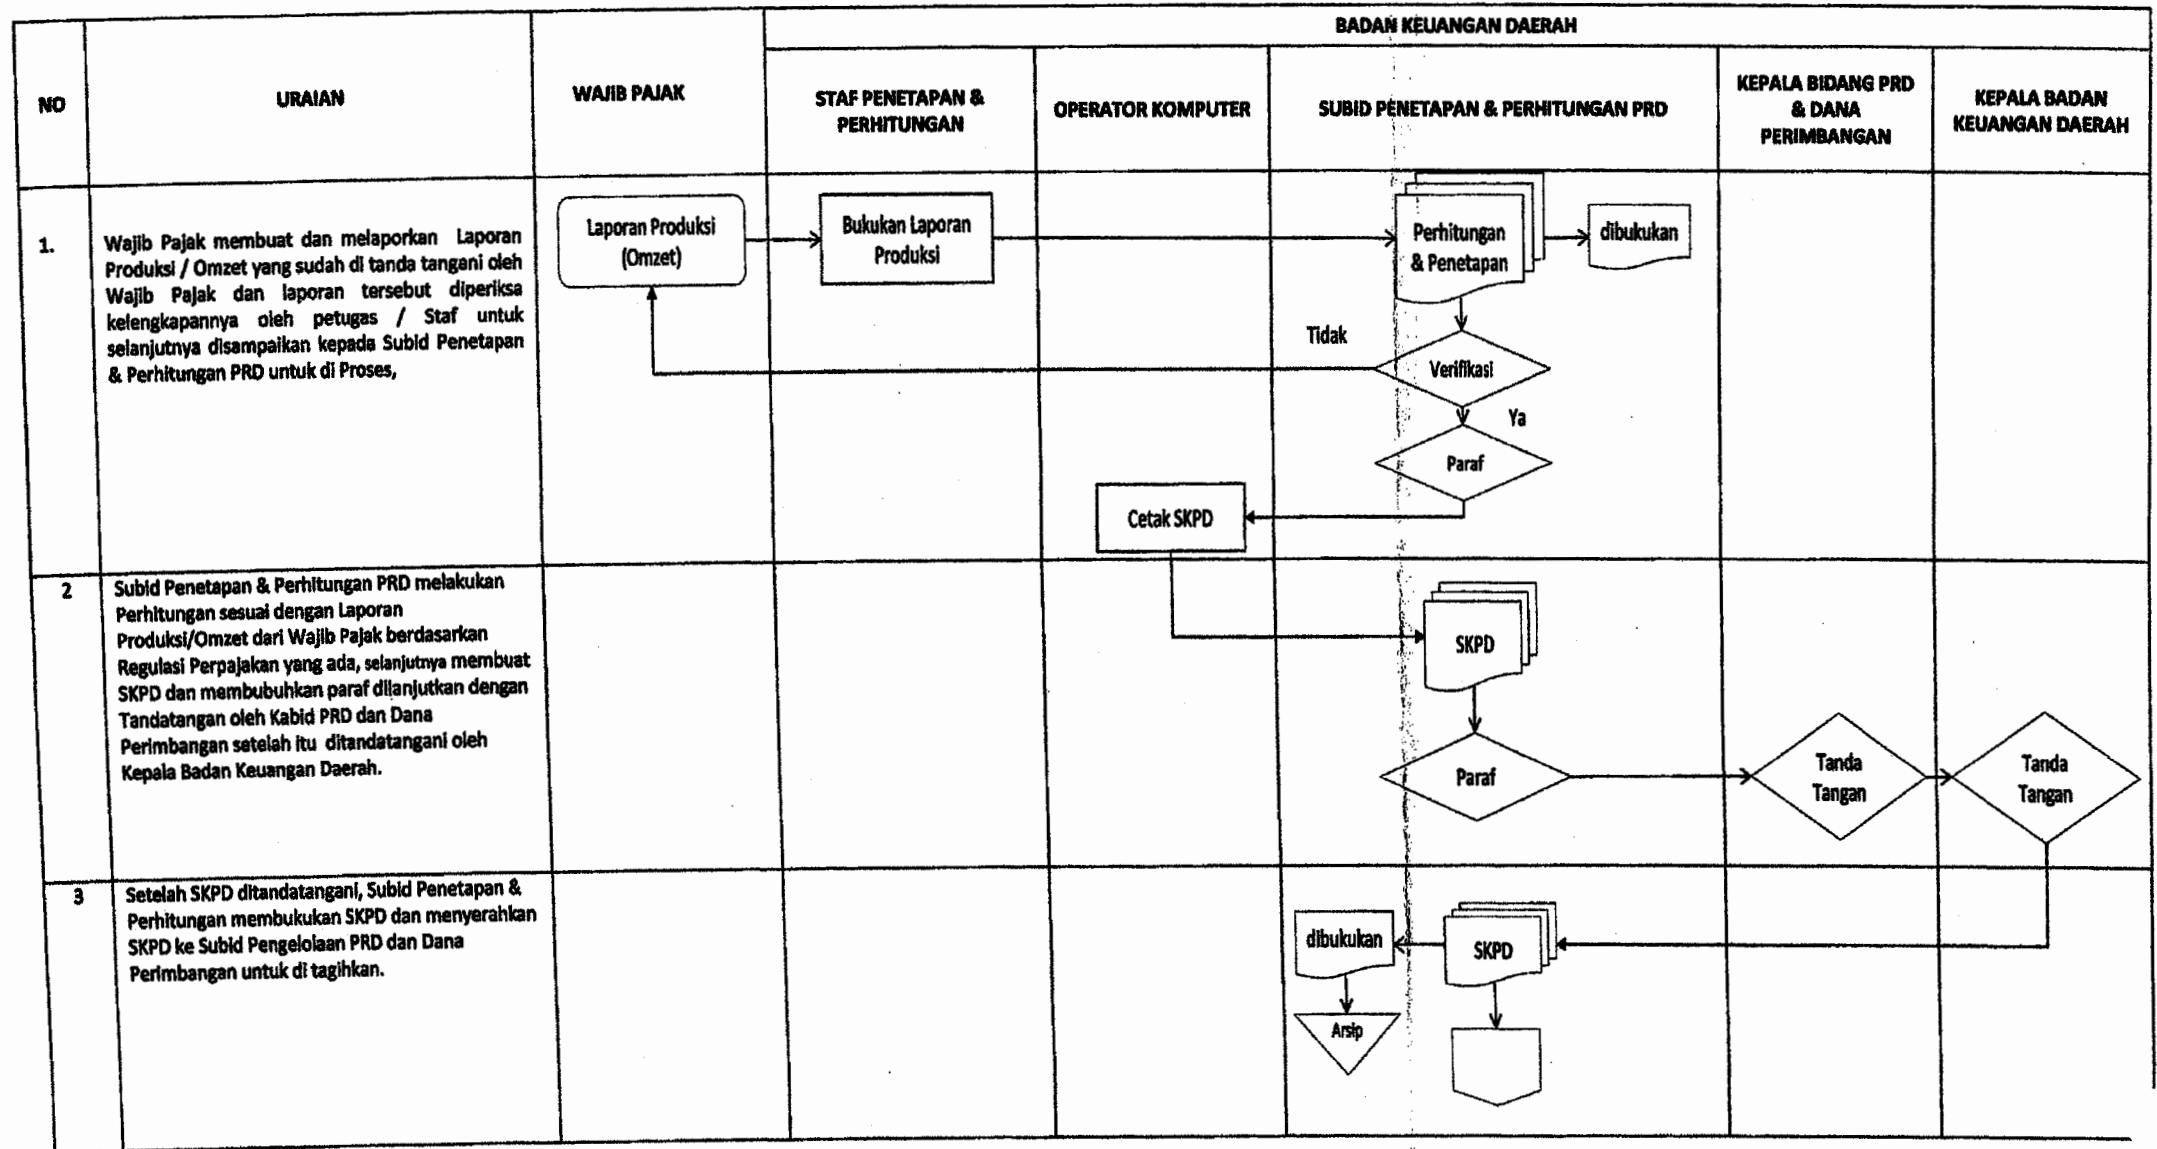 BADAN KEUANGAN DAERAH
NO
URAIAN
WAJIB PAJAK
STAF PENETAPAN &
PERHITUNGAN
OPERATOR KOMPUTER
SUBID PENETAPAN & PERHITUNGAN PRD
KEPALA BIDANG PRD
& DANA
PERIMBANGAN
KEPALA BADAN
KEUANGAN DAERAH
1.
Wajib Pajak membuat dan melaporkan Laporan
Produksi / Omzet yang sudah di tanda tangani oleh
Wajib Pajak dan laporan tersebut diperiksa
kelengkapannya oleh petugas / Staf untuk
selanjutnya disampaikan kepada Subid Penetapan
& Perhitungan PRD untuk di Proses,
Laporan Produksi
(Omzet)
Bukukan Laporan
Produksi
Perhitungan
& Penetapan
dibukukan
Tidak
Verifikasi
Ya
Paraf
Cetak SKPD
2
Subid Penetapan & Perhitungan PRD melakukan
Perhitungan sesuai dengan Laporan
Produksi/Omzet dari Wajib Pajak berdasarkan
Regulasi Perpajakan yang ada, selanjutnya membuat
SKPD dan membubuhkan paraf dilanjutkan dengan
Tandatangan oleh Kabid PRD dan Dana
Perimbangan setelah itu ditandatangani oleh
Kepala Badan Keuangan Daerah.
SKPD
Paraf
Tanda
Tangan
Tanda
Tangan
3
Setelah SKPD ditandatangani, Subid Penetapan &
Perhitungan membukukan SKPD dan menyerahkan
SKPD ke Subid Pengelolaan PRD dan Dana
Perimbangan untuk di tagihkan.
dibukukan
SKPD
Arsip